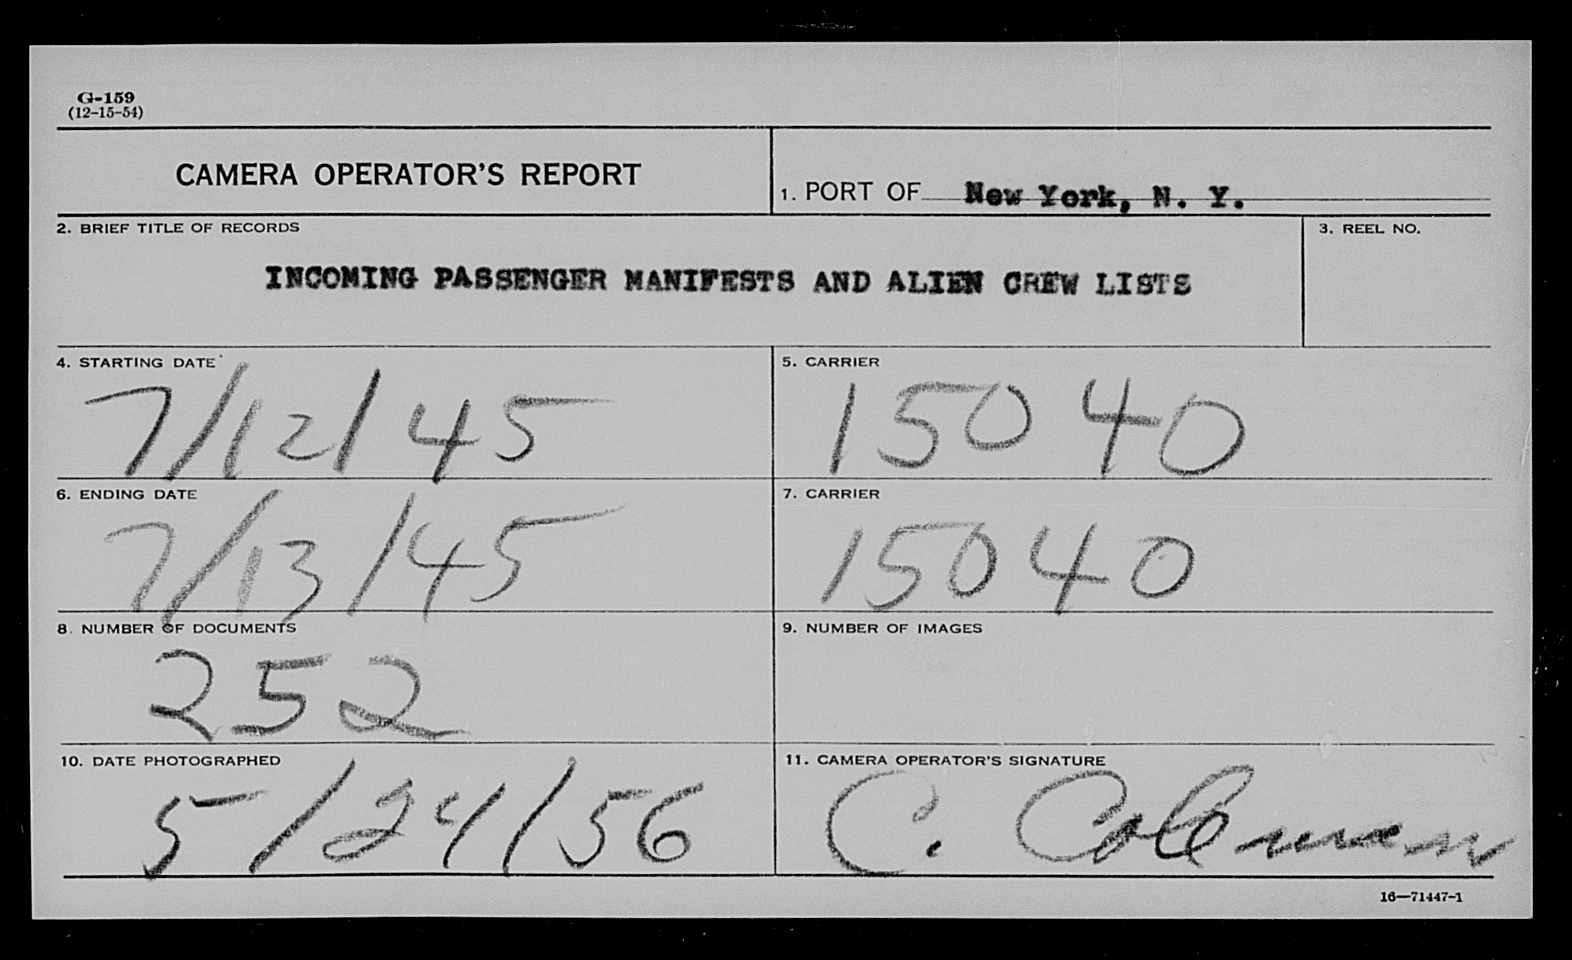 G-159
(12-15-54)
CAMERA OPERATOR'S REPORT
1. PORT OF New York, N. Y.
2. BRIEF TITLE OF RECORDS
3. REEL NO.
INCOMING PASSENGER MANIFESTS AND ALIEN CREW LISTS
4. STARTING DATE
5. CARRIER
7/12/45
15040
6. ENDING DATE
7. CARRIER
7/13/45
15040
8. NUMBER OF DOCUMENTS
9. NUMBER OF IMAGES
252
10. DATE PHOTOGRAPHED
11. CAMERA OPERATOR'S SIGNATURE
5/24/56
C. Coleman
16—71447-1